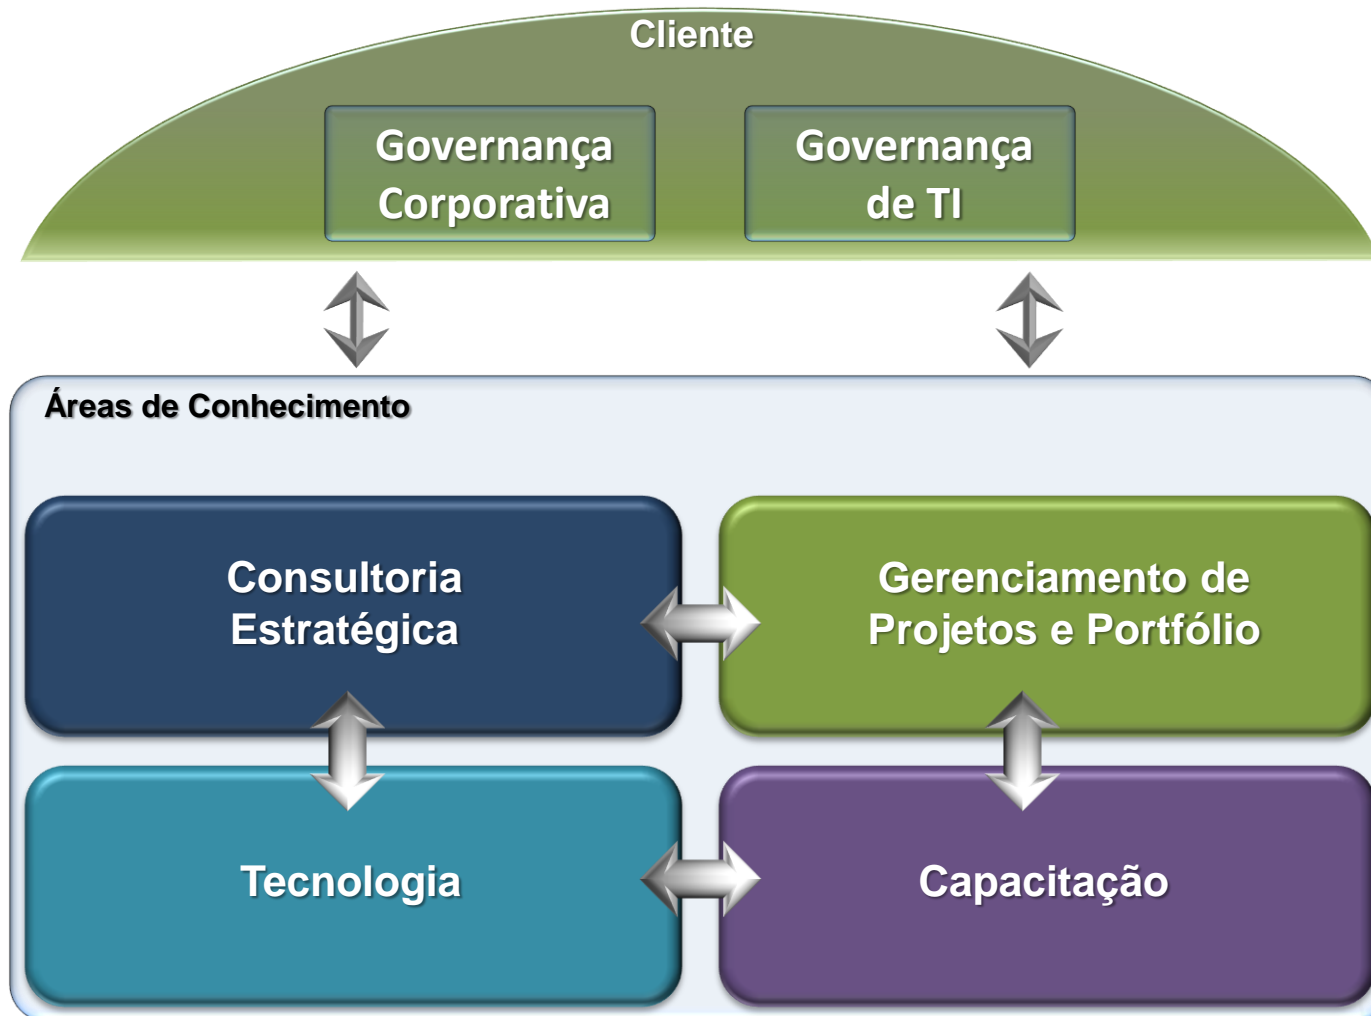 Cliente
Governança
Corporativa
Governança
de TI
Áreas de Conhecimento
Consultoria
Estratégica
Gerenciamento de
Projetos e Portfólio
Tecnologia
Capacitação